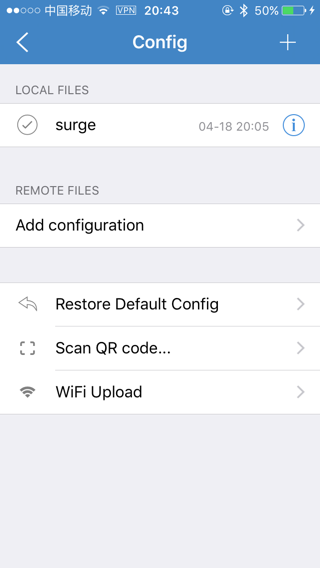 中国移动 VPN 20:43 50%
Config
LOCAL FILES
surge 04-18 20:05
REMOTE FILES
Add configuration
Restore Default Config
Scan QR code...
WiFi Upload